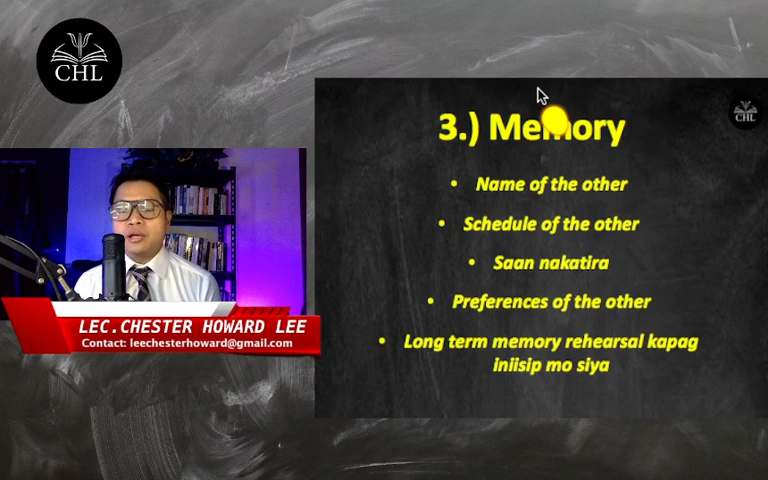 CHL
3.) Memory
CHL
• Name of the other
• Schedule of the other
• Saan nakatira
• Preferences of the other
• Long term memory rehearsal kapag
iniisip mo siya
LEC.CHESTER HOWARD LEE
Contact: leechesterhoward@gmail.com